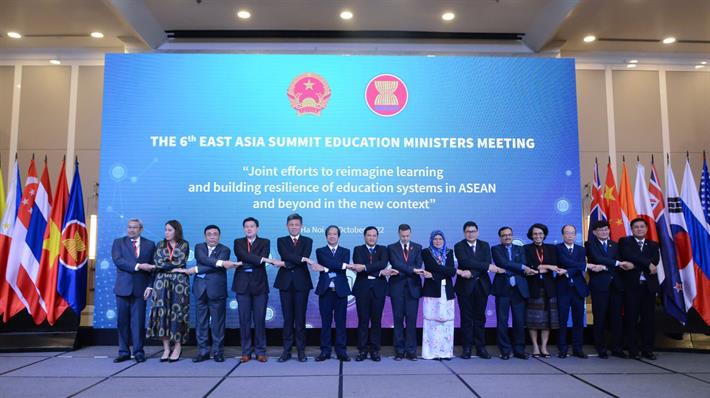 THE 6th EAST ASIA SUMMIT EDUCATION MINISTERS MEETING
“Joint efforts to reimagine learning
and building resilience of education systems in ASEAN
and beyond in the new context”